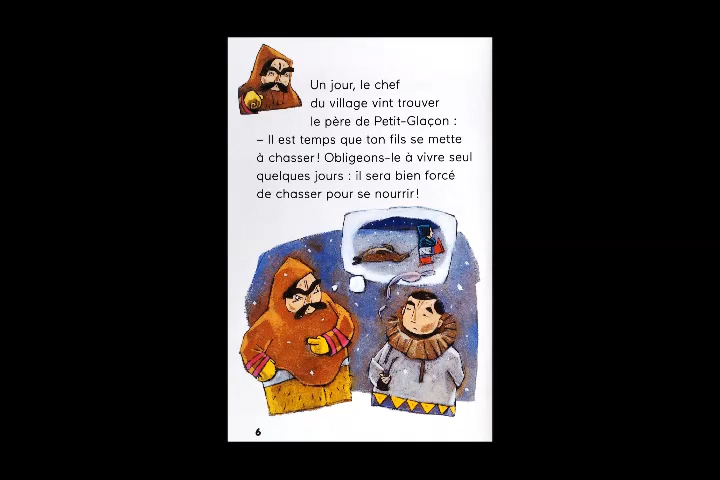 Un jour, le chef
du village vint trouver
le père de Petit-Glaçon :
– Il est temps que ton fils se mette
à chasser ! Obligeons-le à vivre seul
quelques jours : il sera bien forcé
de chasser pour se nourrir !
6